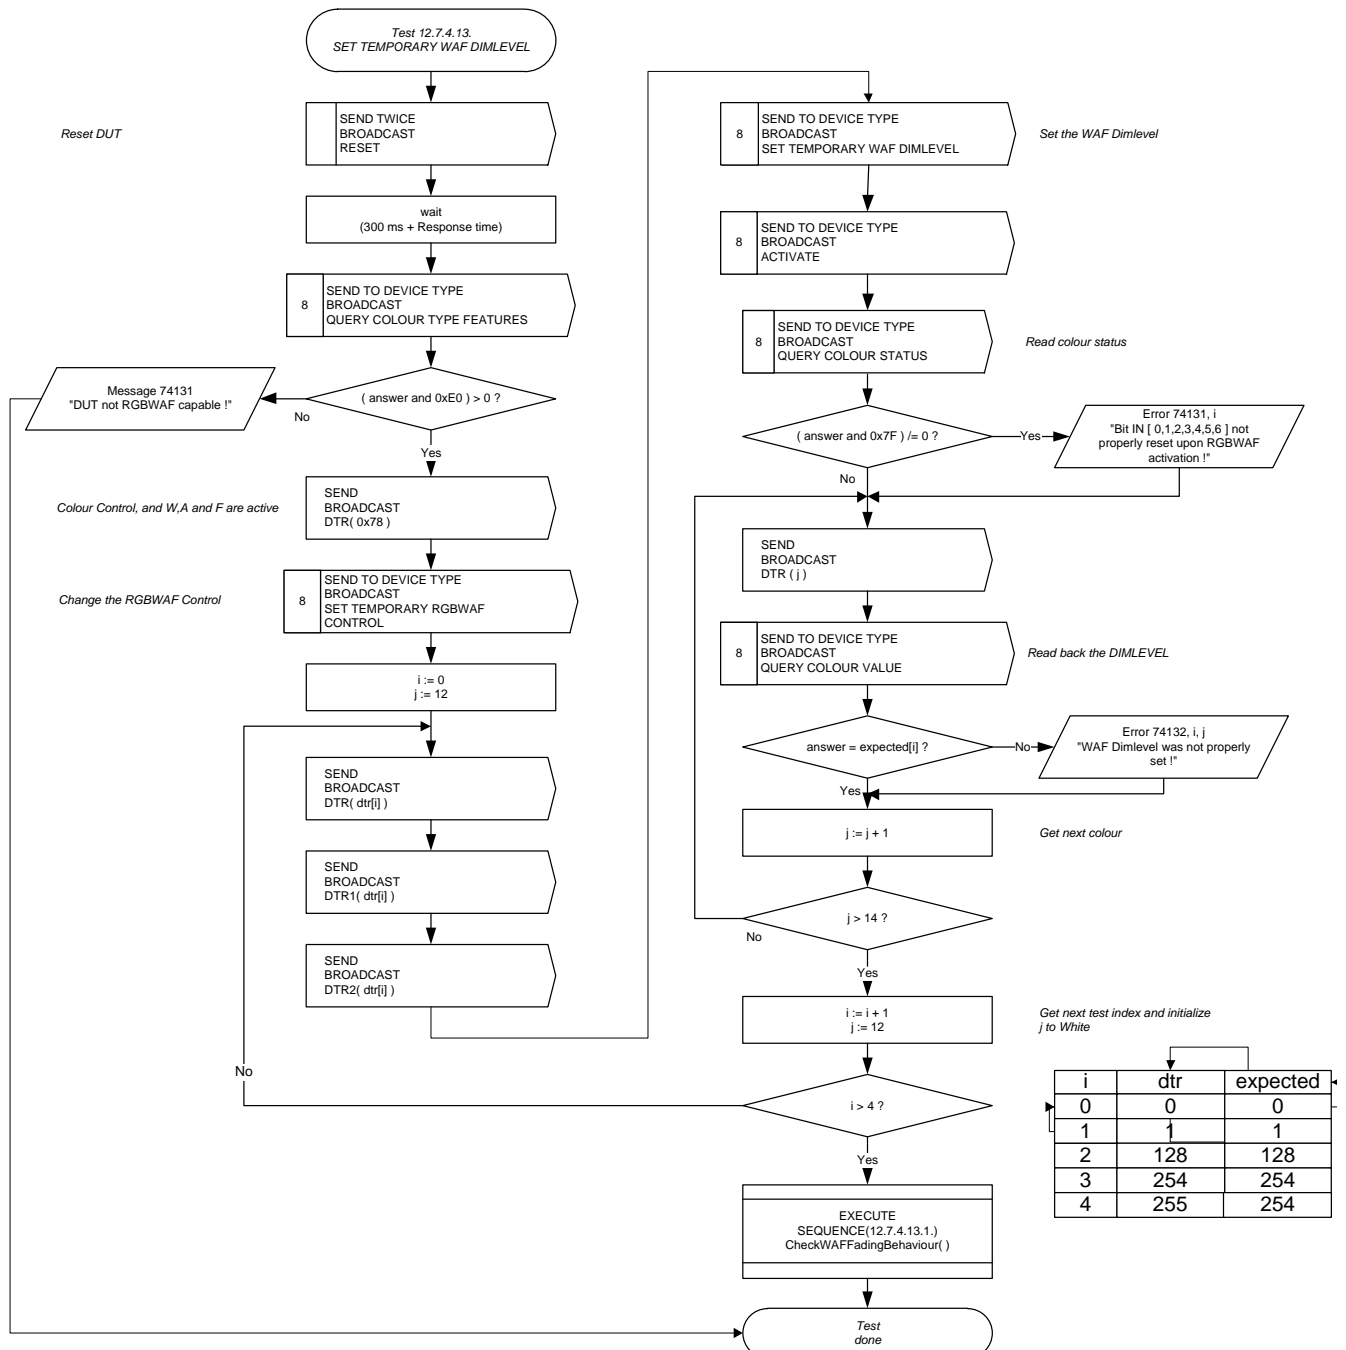 Test 12.7.4.13.
SET TEMPORARY WAF DIMLEVEL
Reset DUT
SEND TWICE
BROADCAST
RESET
wait
(300 ms + Response time)
8
SEND TO DEVICE TYPE
BROADCAST
QUERY COLOUR TYPE FEATURES
( answer and 0xE0 ) > 0 ?
No
Message 74131
"DUT not RGBWAF capable !"
Yes
Colour Control, and W,A and F are active
SEND
BROADCAST
DTR( 0x78 )
Change the RGBWAF Control
8
SEND TO DEVICE TYPE
BROADCAST
SET TEMPORARY RGBWAF
CONTROL
i := 0
j := 12
SEND
BROADCAST
DTR( dtr[i] )
SEND
BROADCAST
DTR1( dtr[i] )
SEND
BROADCAST
DTR2( dtr[i] )
No
8
SEND TO DEVICE TYPE
BROADCAST
SET TEMPORARY WAF DIMLEVEL
Set the WAF Dimlevel
8
SEND TO DEVICE TYPE
BROADCAST
ACTIVATE
8
SEND TO DEVICE TYPE
BROADCAST
QUERY COLOUR STATUS
Read colour status
( answer and 0x7F ) /= 0 ?
Yes
Error 74131, i
"Bit IN [ 0,1,2,3,4,5,6 ] not
properly reset upon RGBWAF
activation !"
No
SEND
BROADCAST
DTR ( j )
8
SEND TO DEVICE TYPE
BROADCAST
QUERY COLOUR VALUE
Read back the DIMLEVEL
answer = expected[i] ?
No
Error 74132, i, j
"WAF Dimlevel was not properly
set !"
Yes
j := j + 1
Get next colour
j > 14 ?
No
Yes
i := i + 1
j := 12
Get next test index and initialize
j to White
i > 4 ?
Yes
EXECUTE
SEQUENCE(12.7.4.13.1.)
CheckWAFFadingBehaviour( )
Test
done
i dtr expected
0 0 0
1 1 1
2 128 128
3 254 254
4 255 254